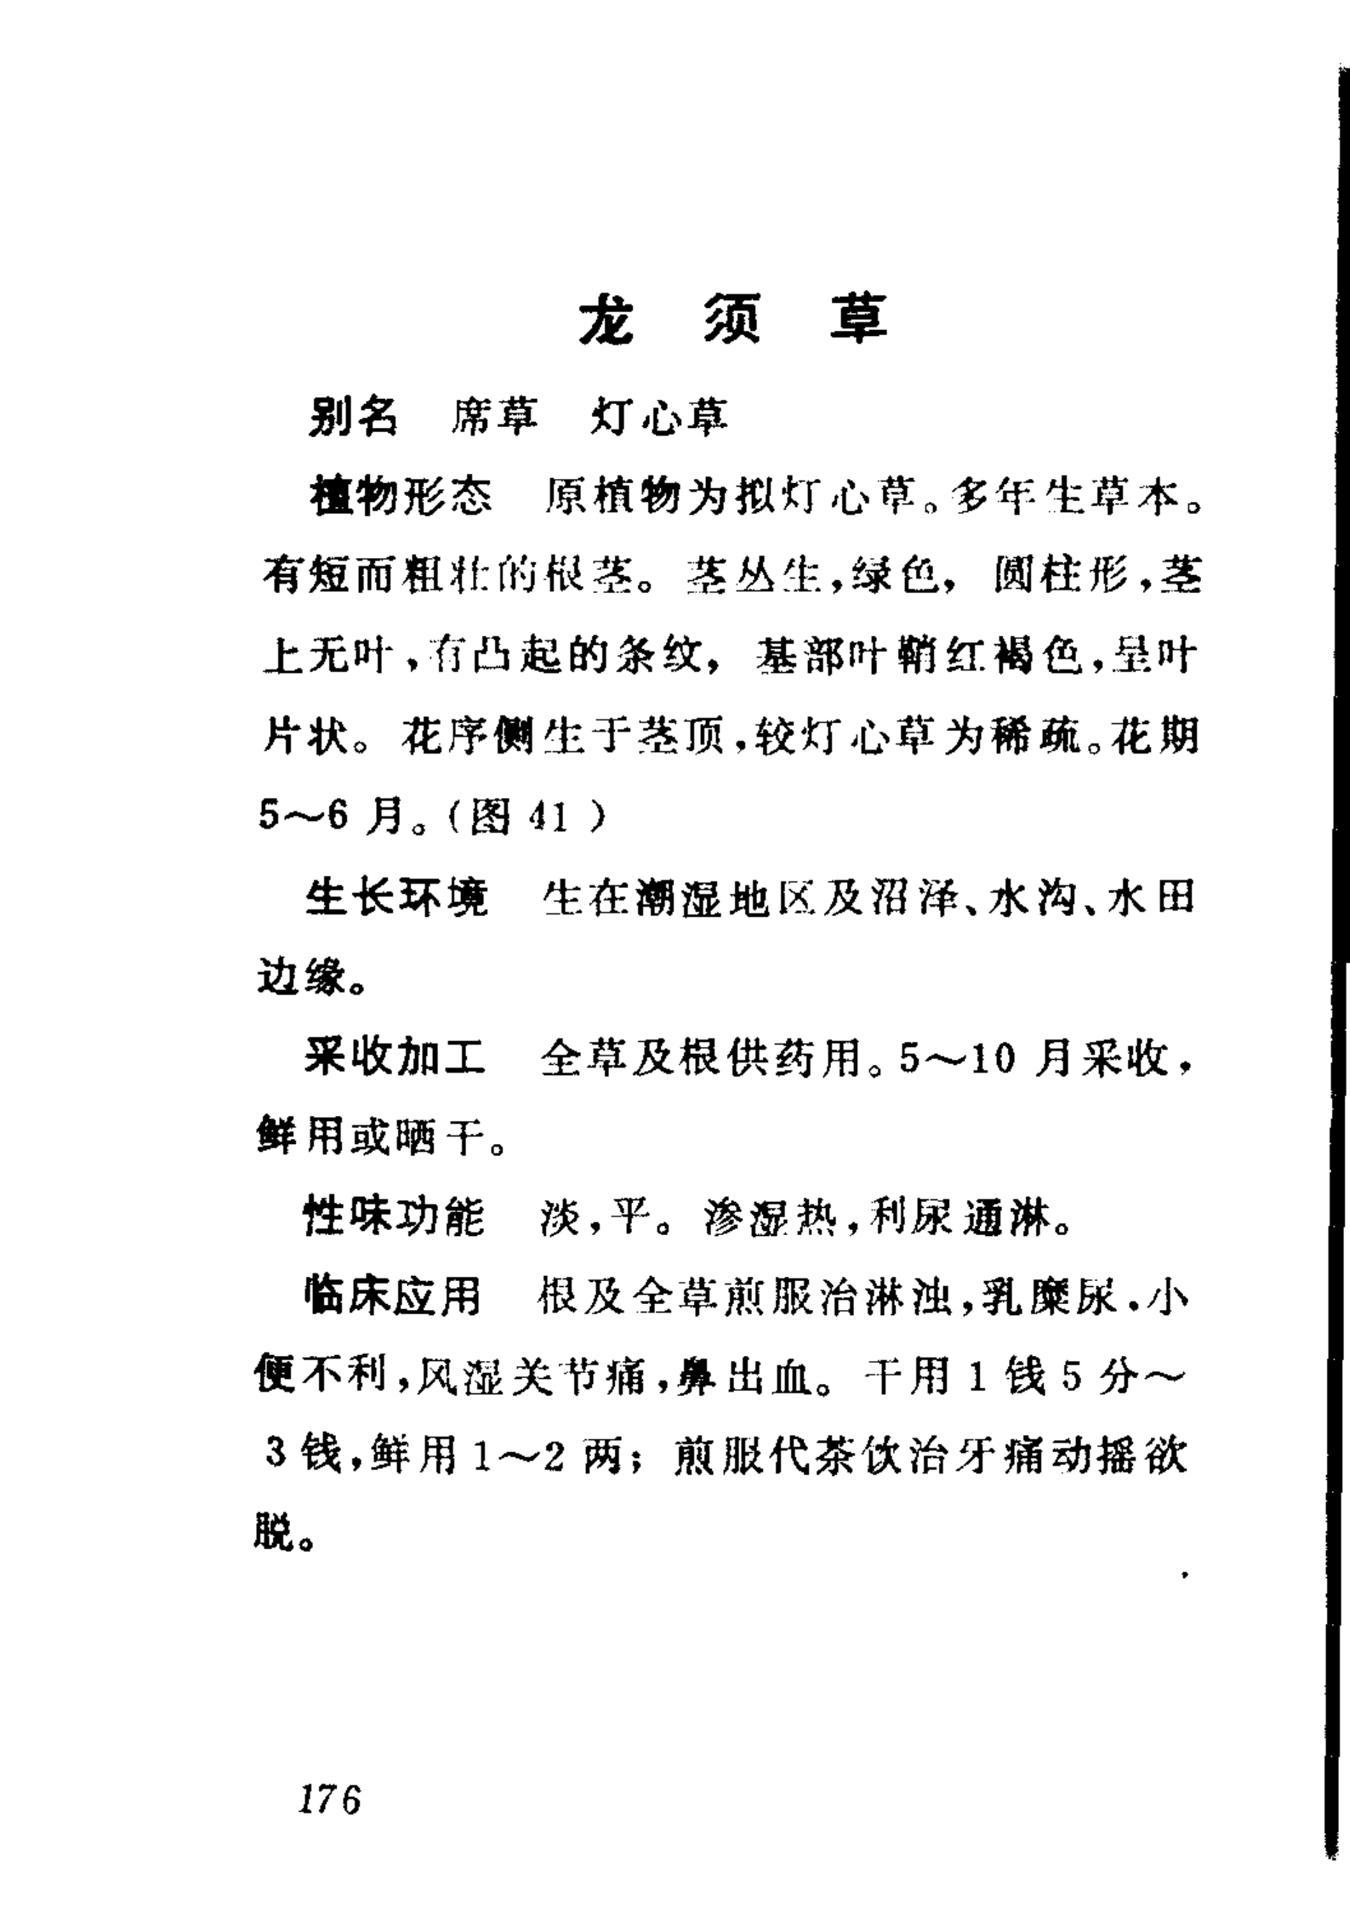 龙须草
别名 席草 灯心草
植物形态 原植物为拟灯心草。多年生草本。
有短而粗壮的根茎。茎丛生,绿色,圆柱形,茎
上无叶,有凸起的条纹,基部叶鞘红褐色,呈叶
片状。花序侧生于茎顶,较灯心草为稀疏。花期
5～6 月。(图 41)
生长环境 生在潮湿地区及沼泽、水沟、水田
边缘。
采收加工 全草及根供药用。5～10 月采收,
鲜用或晒干。
性味功能 淡,平。渗湿热,利尿通淋。
临床应用 根及全草煎服治淋浊,乳糜尿.小
便不利,风湿关节痛,鼻出血。干用 1 钱 5 分～
3 钱,鲜用 1～2 两;煎服代茶饮治牙痛动摇欲
脱。
176